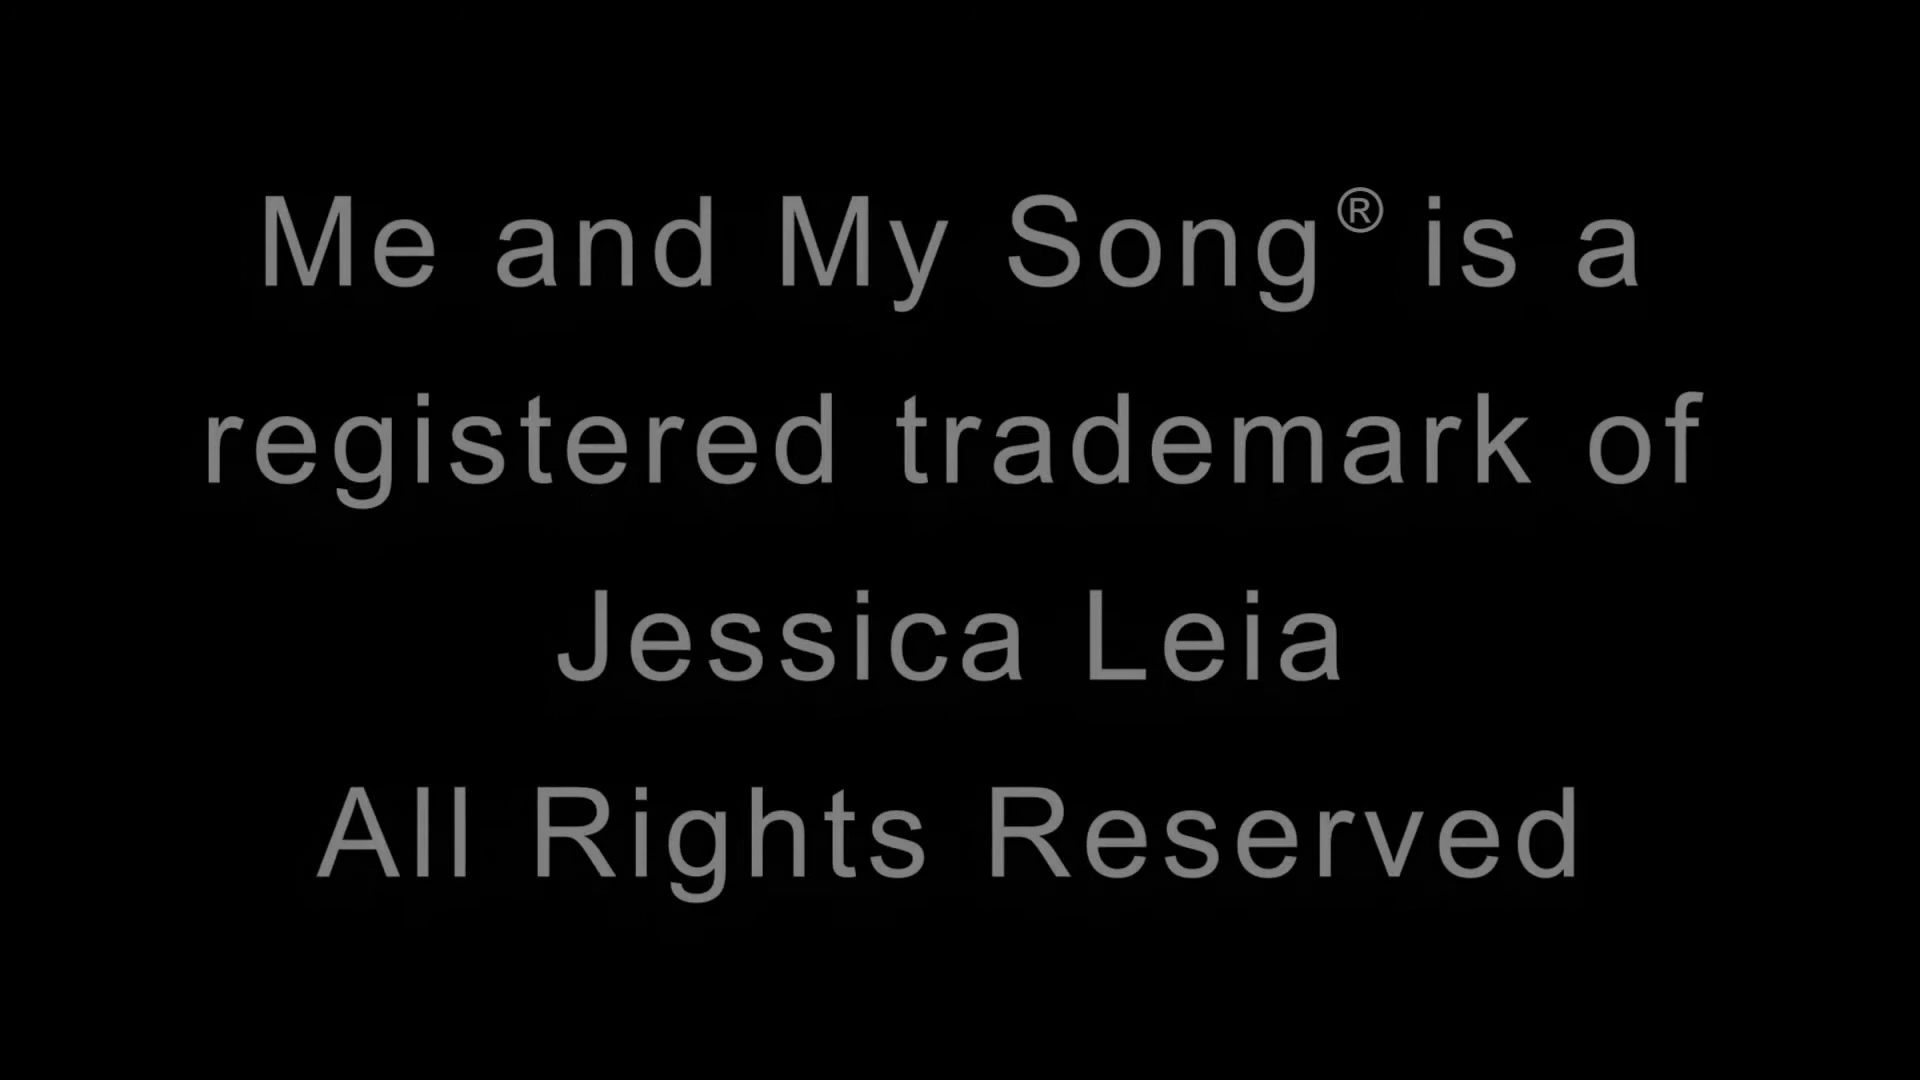 Me and My Song® is a
registered trademark of
Jessica Leia
All Rights Reserved